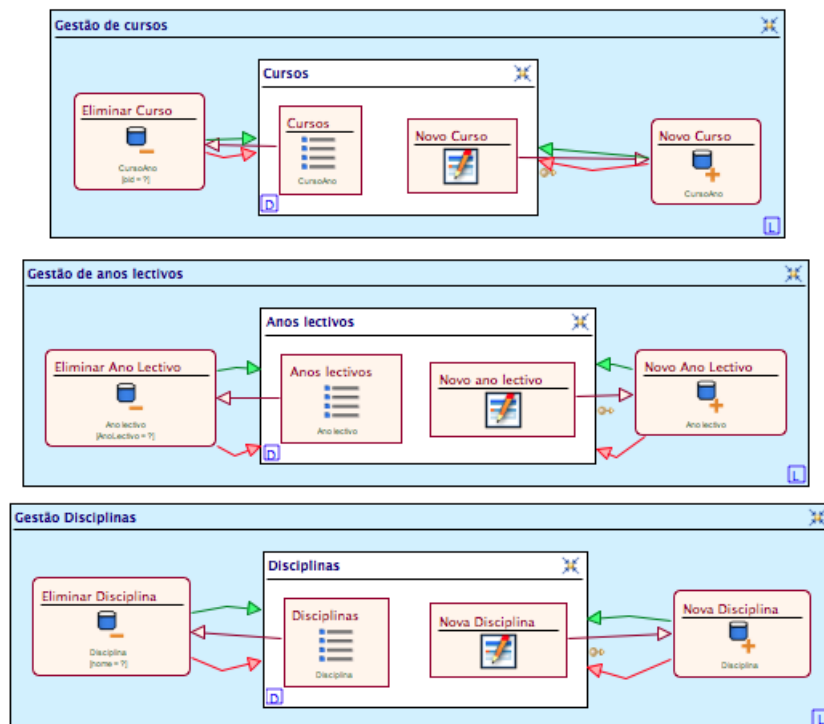 Gestão de cursos
Cursos
Eliminar Curso
CursoAno
[oid = ?]
Cursos
CursoAno
Novo Curso
Novo Curso
CursoAno
D
L
Gestão de anos lectivos
Anos lectivos
Eliminar Ano Lectivo
Ano lectivo
[AnoLectivo = ?]
Anos lectivos
Ano lectivo
Novo ano lectivo
Novo Ano Lectivo
Ano lectivo
D
L
Gestão Disciplinas
Disciplinas
Eliminar Disciplina
Disciplina
[nome = ?]
Disciplinas
Disciplina
Nova Disciplina
Nova Disciplina
Disciplina
D
L